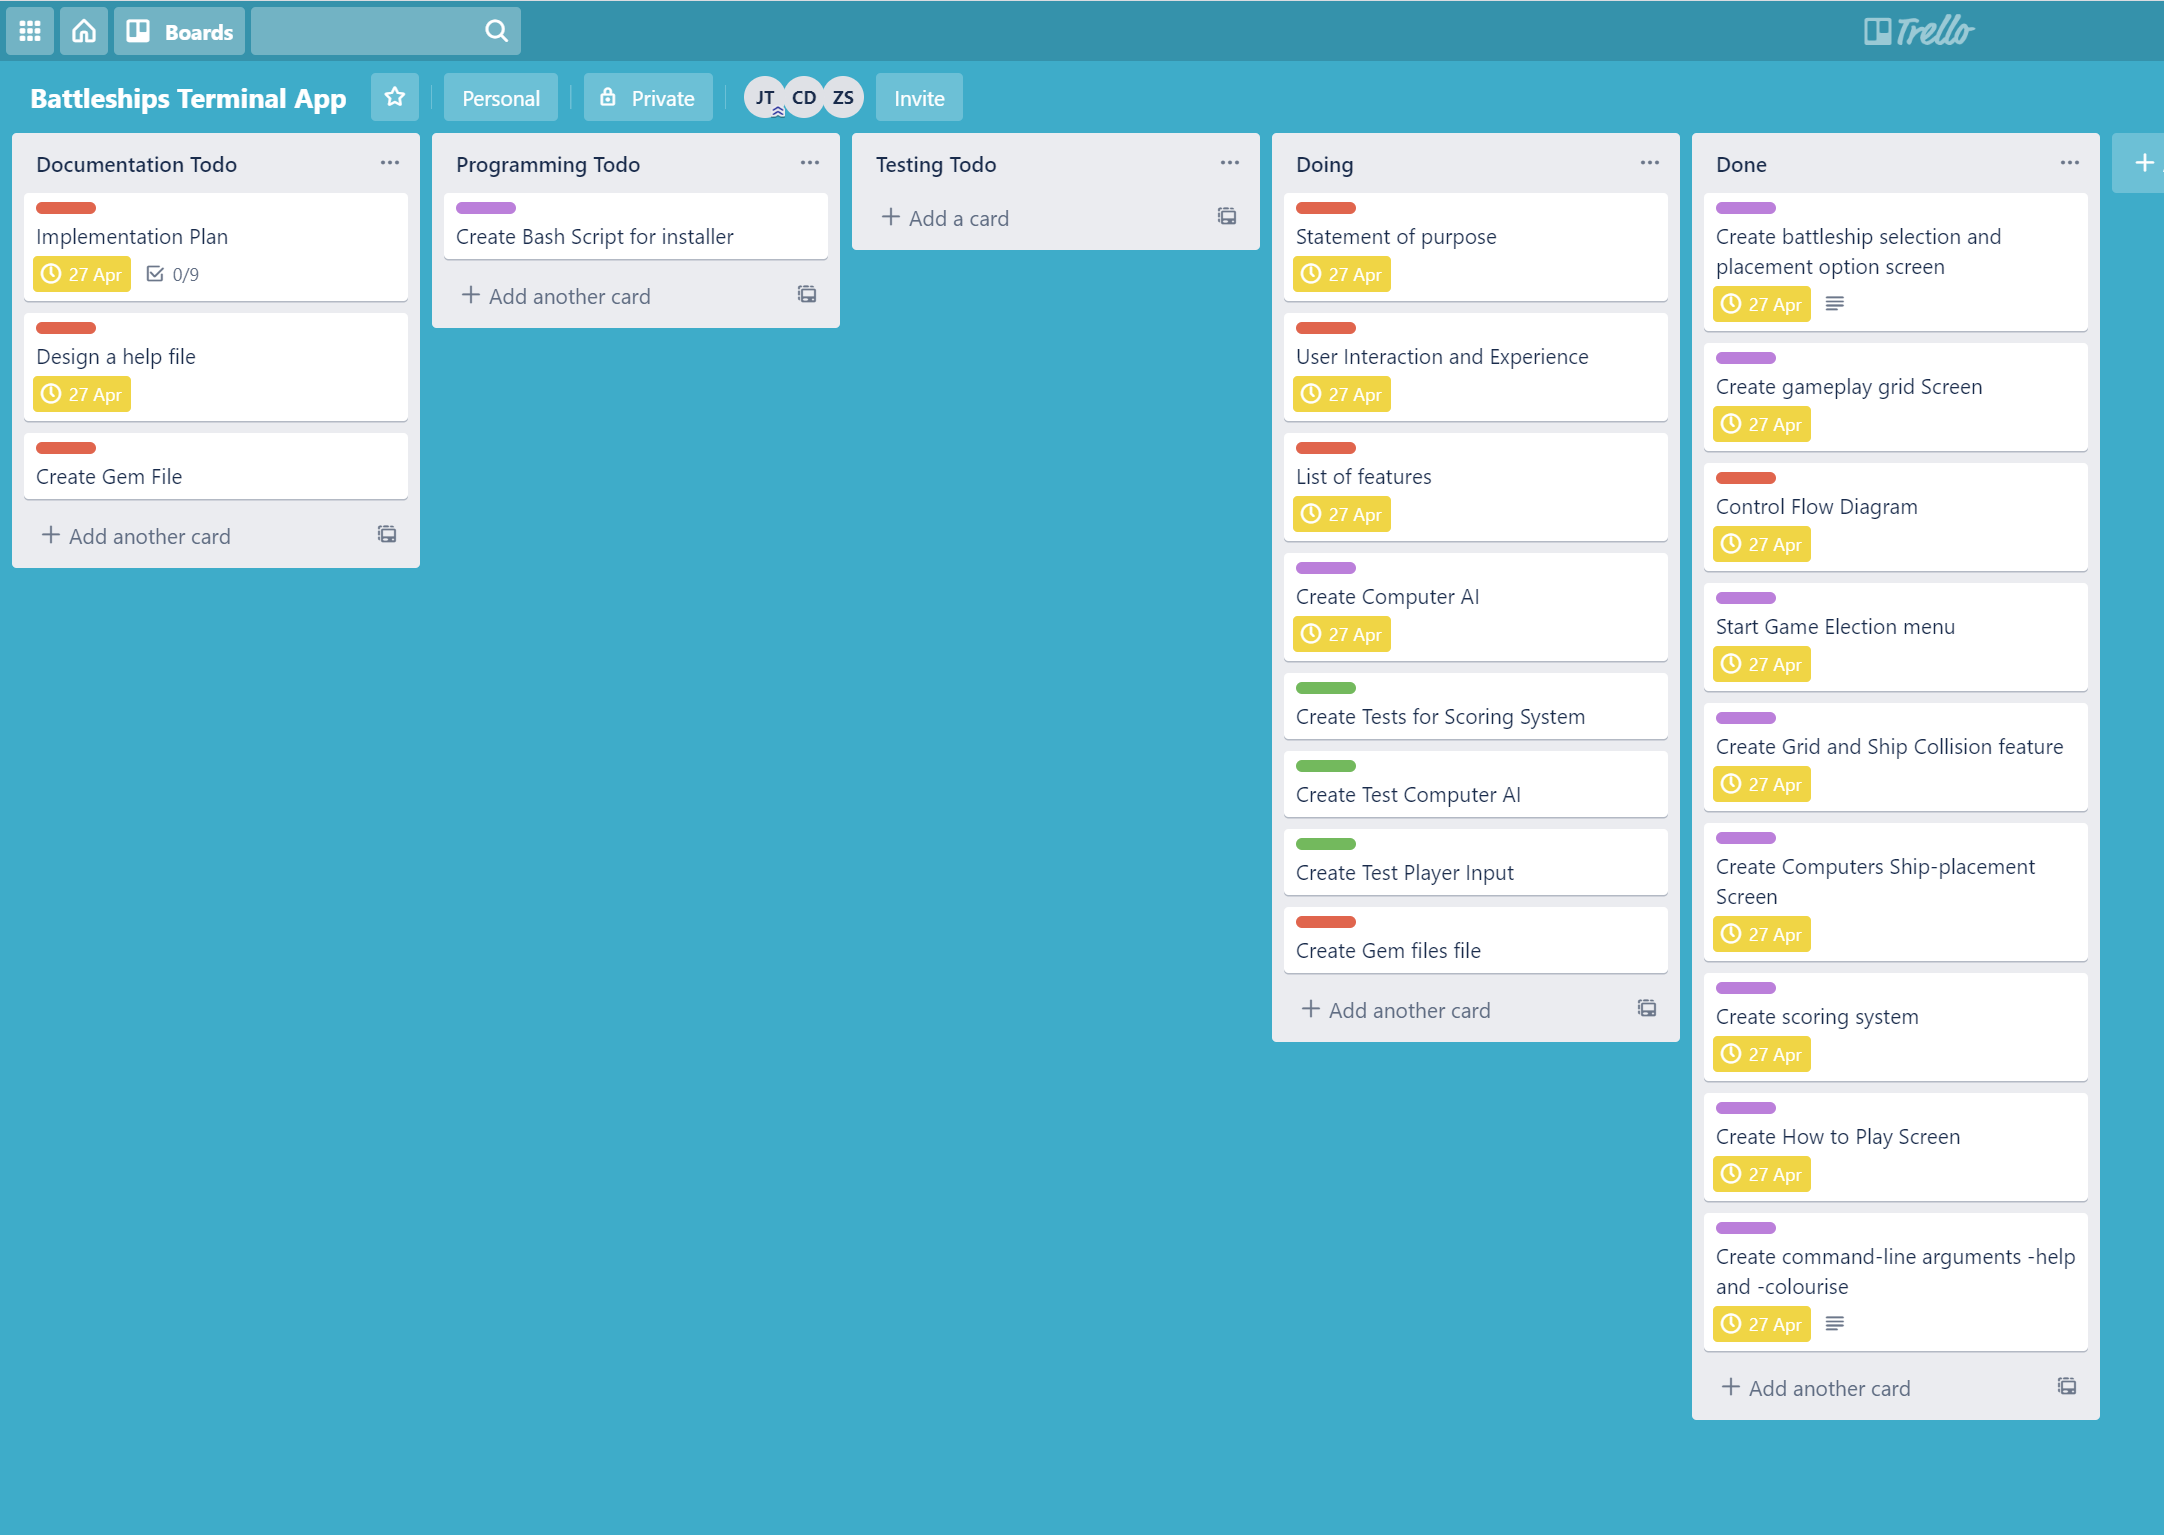 Boards
Trello
Battleships Terminal App
Personal
Private
JT
CD
ZS
Invite
Documentation Todo
Implementation Plan
27 Apr
0/9
Design a help file
27 Apr
Create Gem File
Add another card
Programming Todo
Create Bash Script for installer
Add another card
Testing Todo
Add a card
Doing
Statement of purpose
27 Apr
User Interaction and Experience
27 Apr
List of features
27 Apr
Create Computer AI
27 Apr
Create Tests for Scoring System
Create Test Computer AI
Create Test Player Input
Create Gem files file
Add another card
Done
Create battleship selection and
placement option screen
27 Apr
Create gameplay grid Screen
27 Apr
Control Flow Diagram
27 Apr
Start Game Election menu
27 Apr
Create Grid and Ship Collision feature
27 Apr
Create Computers Ship-placement
Screen
27 Apr
Create scoring system
27 Apr
Create How to Play Screen
27 Apr
Create command-line arguments -help
and -colourise
27 Apr
Add another card